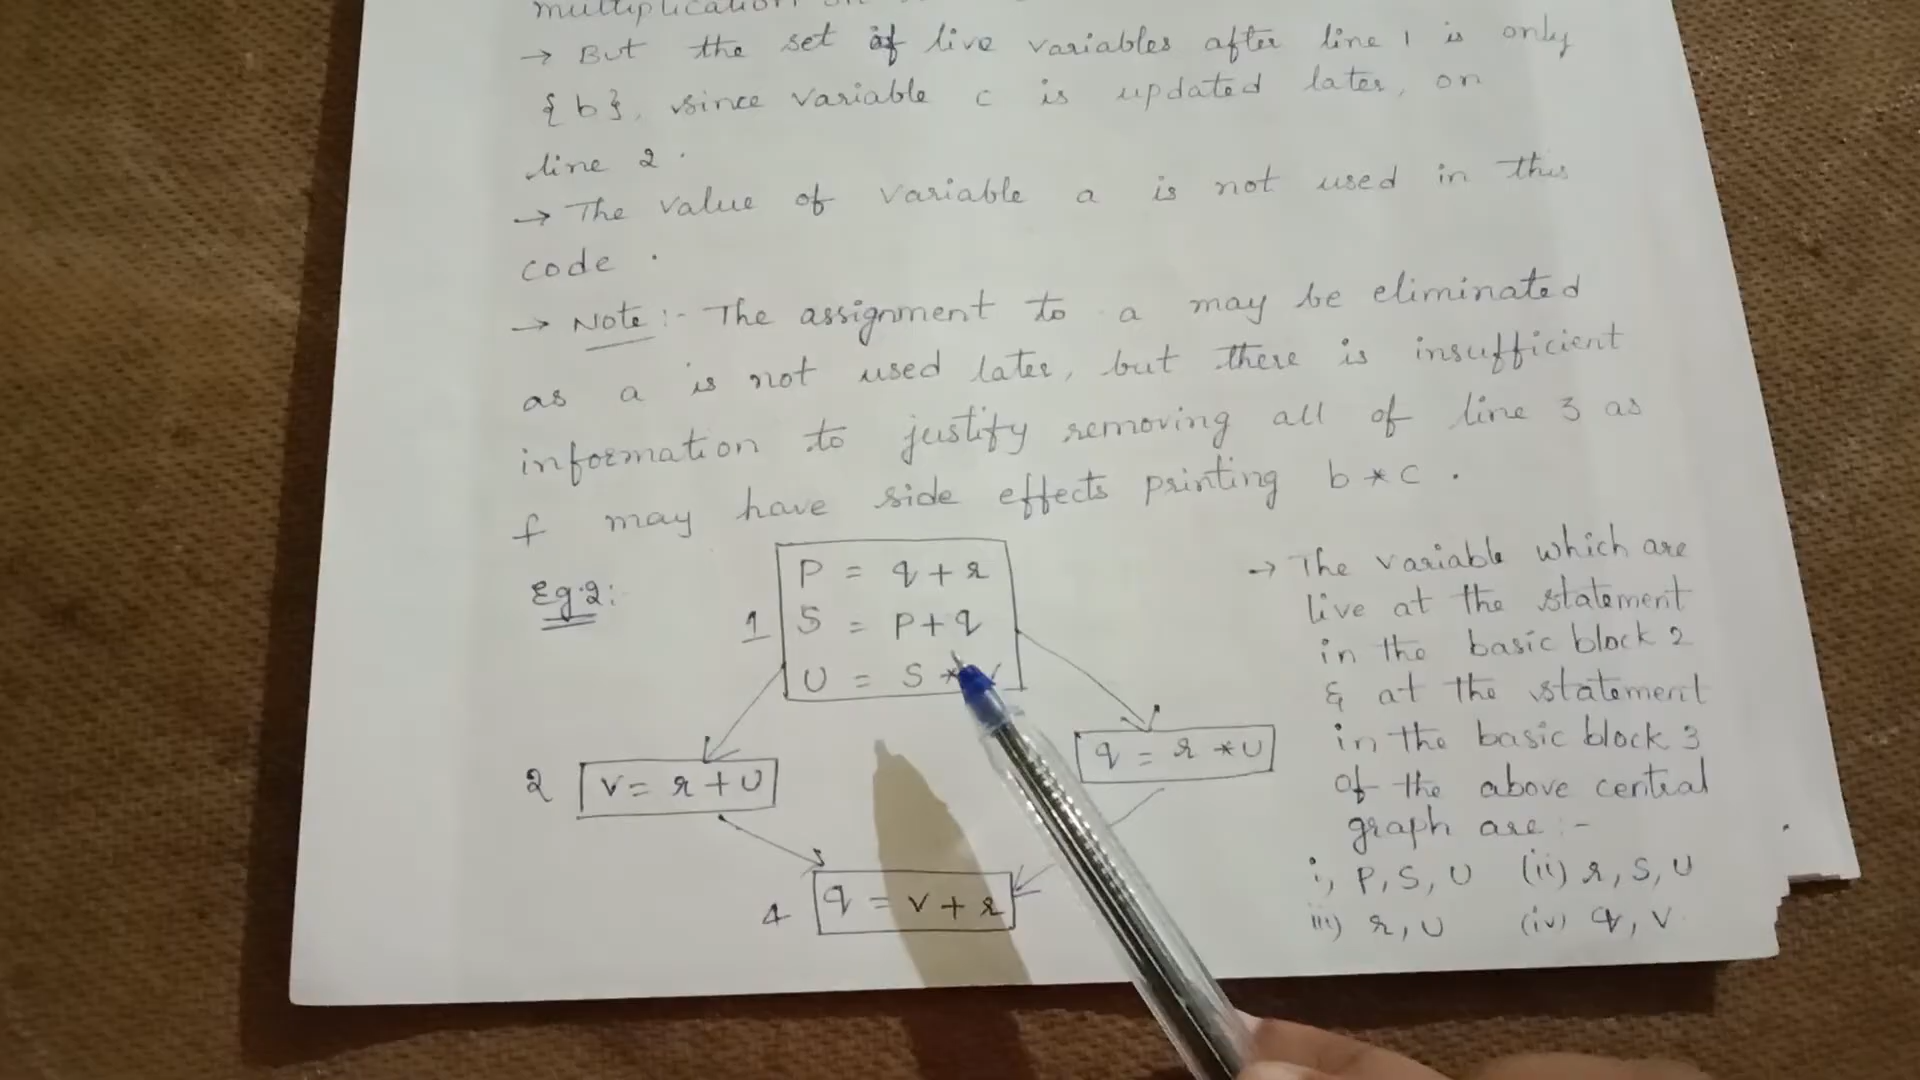 multiplication on
→ But the set of live variables after line 1 is only
{b}, since variable c is updated later, on
line 2.
→ The value of variable a is not used in this
code.
→ Note:- The assignment to a may be eliminated
as a is not used later, but there is insufficient
information to justify removing all of line 3 as
f may have side effects printing b*c.
Eg.2:
1
P = q+r
S = P+q
U = S *
2
v = r+U
q = r*U
4
q = v+r
→ The variable which are
live at the statement
in the basic block 2
& at the statement
in the basic block 3
of the above central
graph are:-
i) P, S, U (ii) r, S, U
iii) r, U (iv) q, V